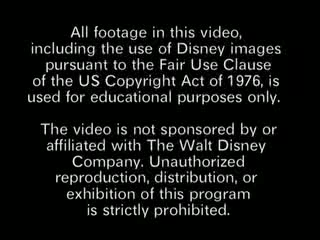 All footage in this video,
including the use of Disney images
pursuant to the Fair Use Clause
of the US Copyright Act of 1976, is
used for educational purposes only.
The video is not sponsored by or
affiliated with The Walt Disney
Company. Unauthorized
reproduction, distribution, or
exhibition of this program
is strictly prohibited.